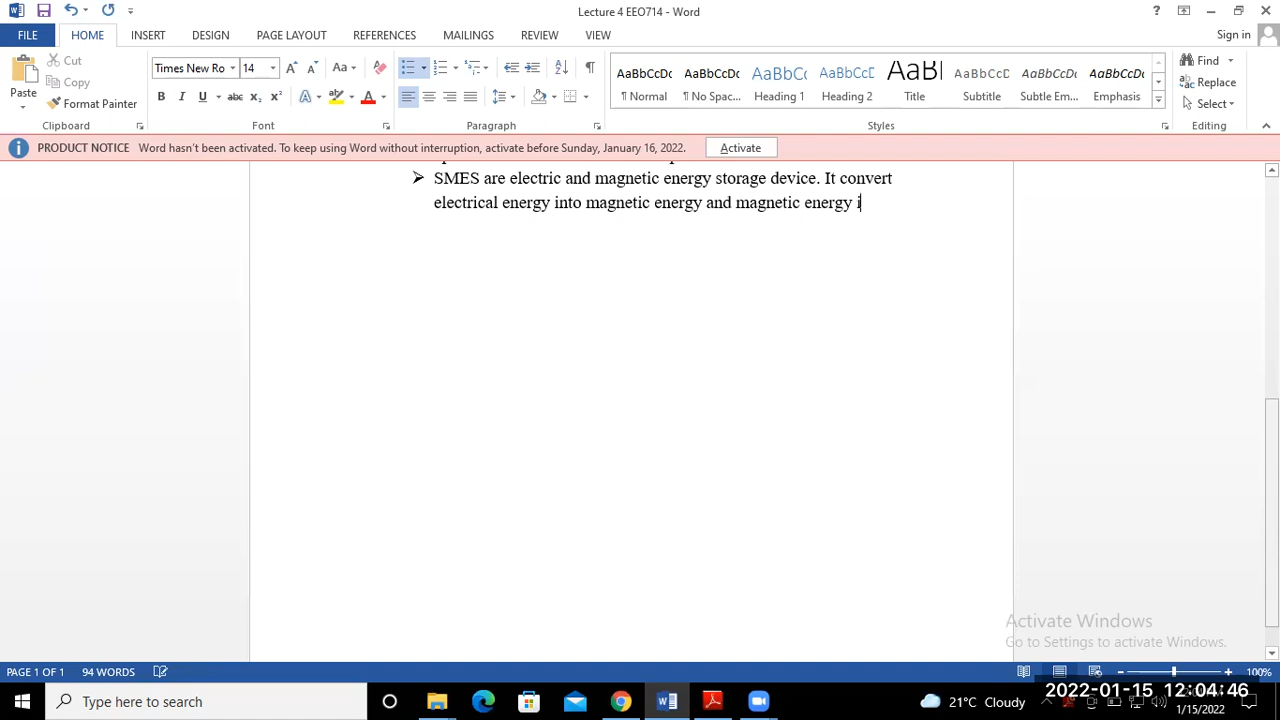 Lecture 4 EEO714 - Word
FILE HOME INSERT DESIGN PAGE LAYOUT REFERENCES MAILINGS REVIEW VIEW Sign in
Paste
Cut
Copy
Format Painter
Clipboard
Times New Ro 14
Font
Paragraph
AaBbCcDc AaBbCcDc AaBbCc AaBbCcD AaBI AaBbCcD AaBbCcDc AaBbCcDc
¶ Normal ¶ No Spac... Heading 1 Heading 2 Title Subtitle Subtle Em... Emphasis
Styles
Find
Replace
Select
Editing
PRODUCT NOTICE Word hasn't been activated. To keep using Word without interruption, activate before Sunday, January 16, 2022. Activate
SMES are electric and magnetic energy storage device. It convert
electrical energy into magnetic energy and magnetic energy i
Activate Windows
Go to Settings to activate Windows.
PAGE 1 OF 1 94 WORDS 100%
Type here to search
21°C Cloudy
2022-01-15 12:04:46
1/15/2022